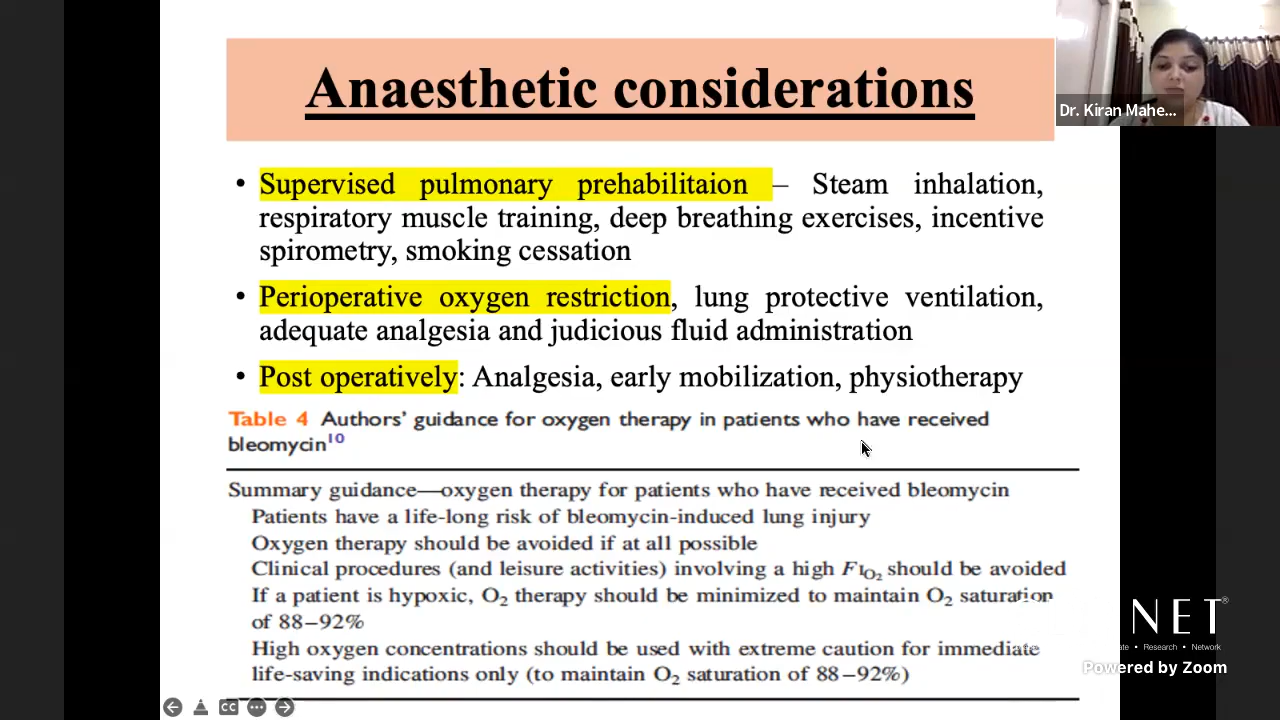 Anaesthetic considerations
Dr. Kiran Mahe...
• Supervised pulmonary prehabilitaion – Steam inhalation,
respiratory muscle training, deep breathing exercises, incentive
spirometry, smoking cessation
• Perioperative oxygen restriction, lung protective ventilation,
adequate analgesia and judicious fluid administration
• Post operatively: Analgesia, early mobilization, physiotherapy
Table 4 Authors' guidance for oxygen therapy in patients who have received
bleomycin10
Summary guidance—oxygen therapy for patients who have received bleomycin
Patients have a life-long risk of bleomycin-induced lung injury
Oxygen therapy should be avoided if at all possible
Clinical procedures (and leisure activities) involving a high FIO2 should be avoided
If a patient is hypoxic, O2 therapy should be minimized to maintain O2 saturation
of 88–92%
High oxygen concentrations should be used with extreme caution for immediate
life-saving indications only (to maintain O2 saturation of 88–92%)
NET®
• Research • Network
Powered by Zoom
CC